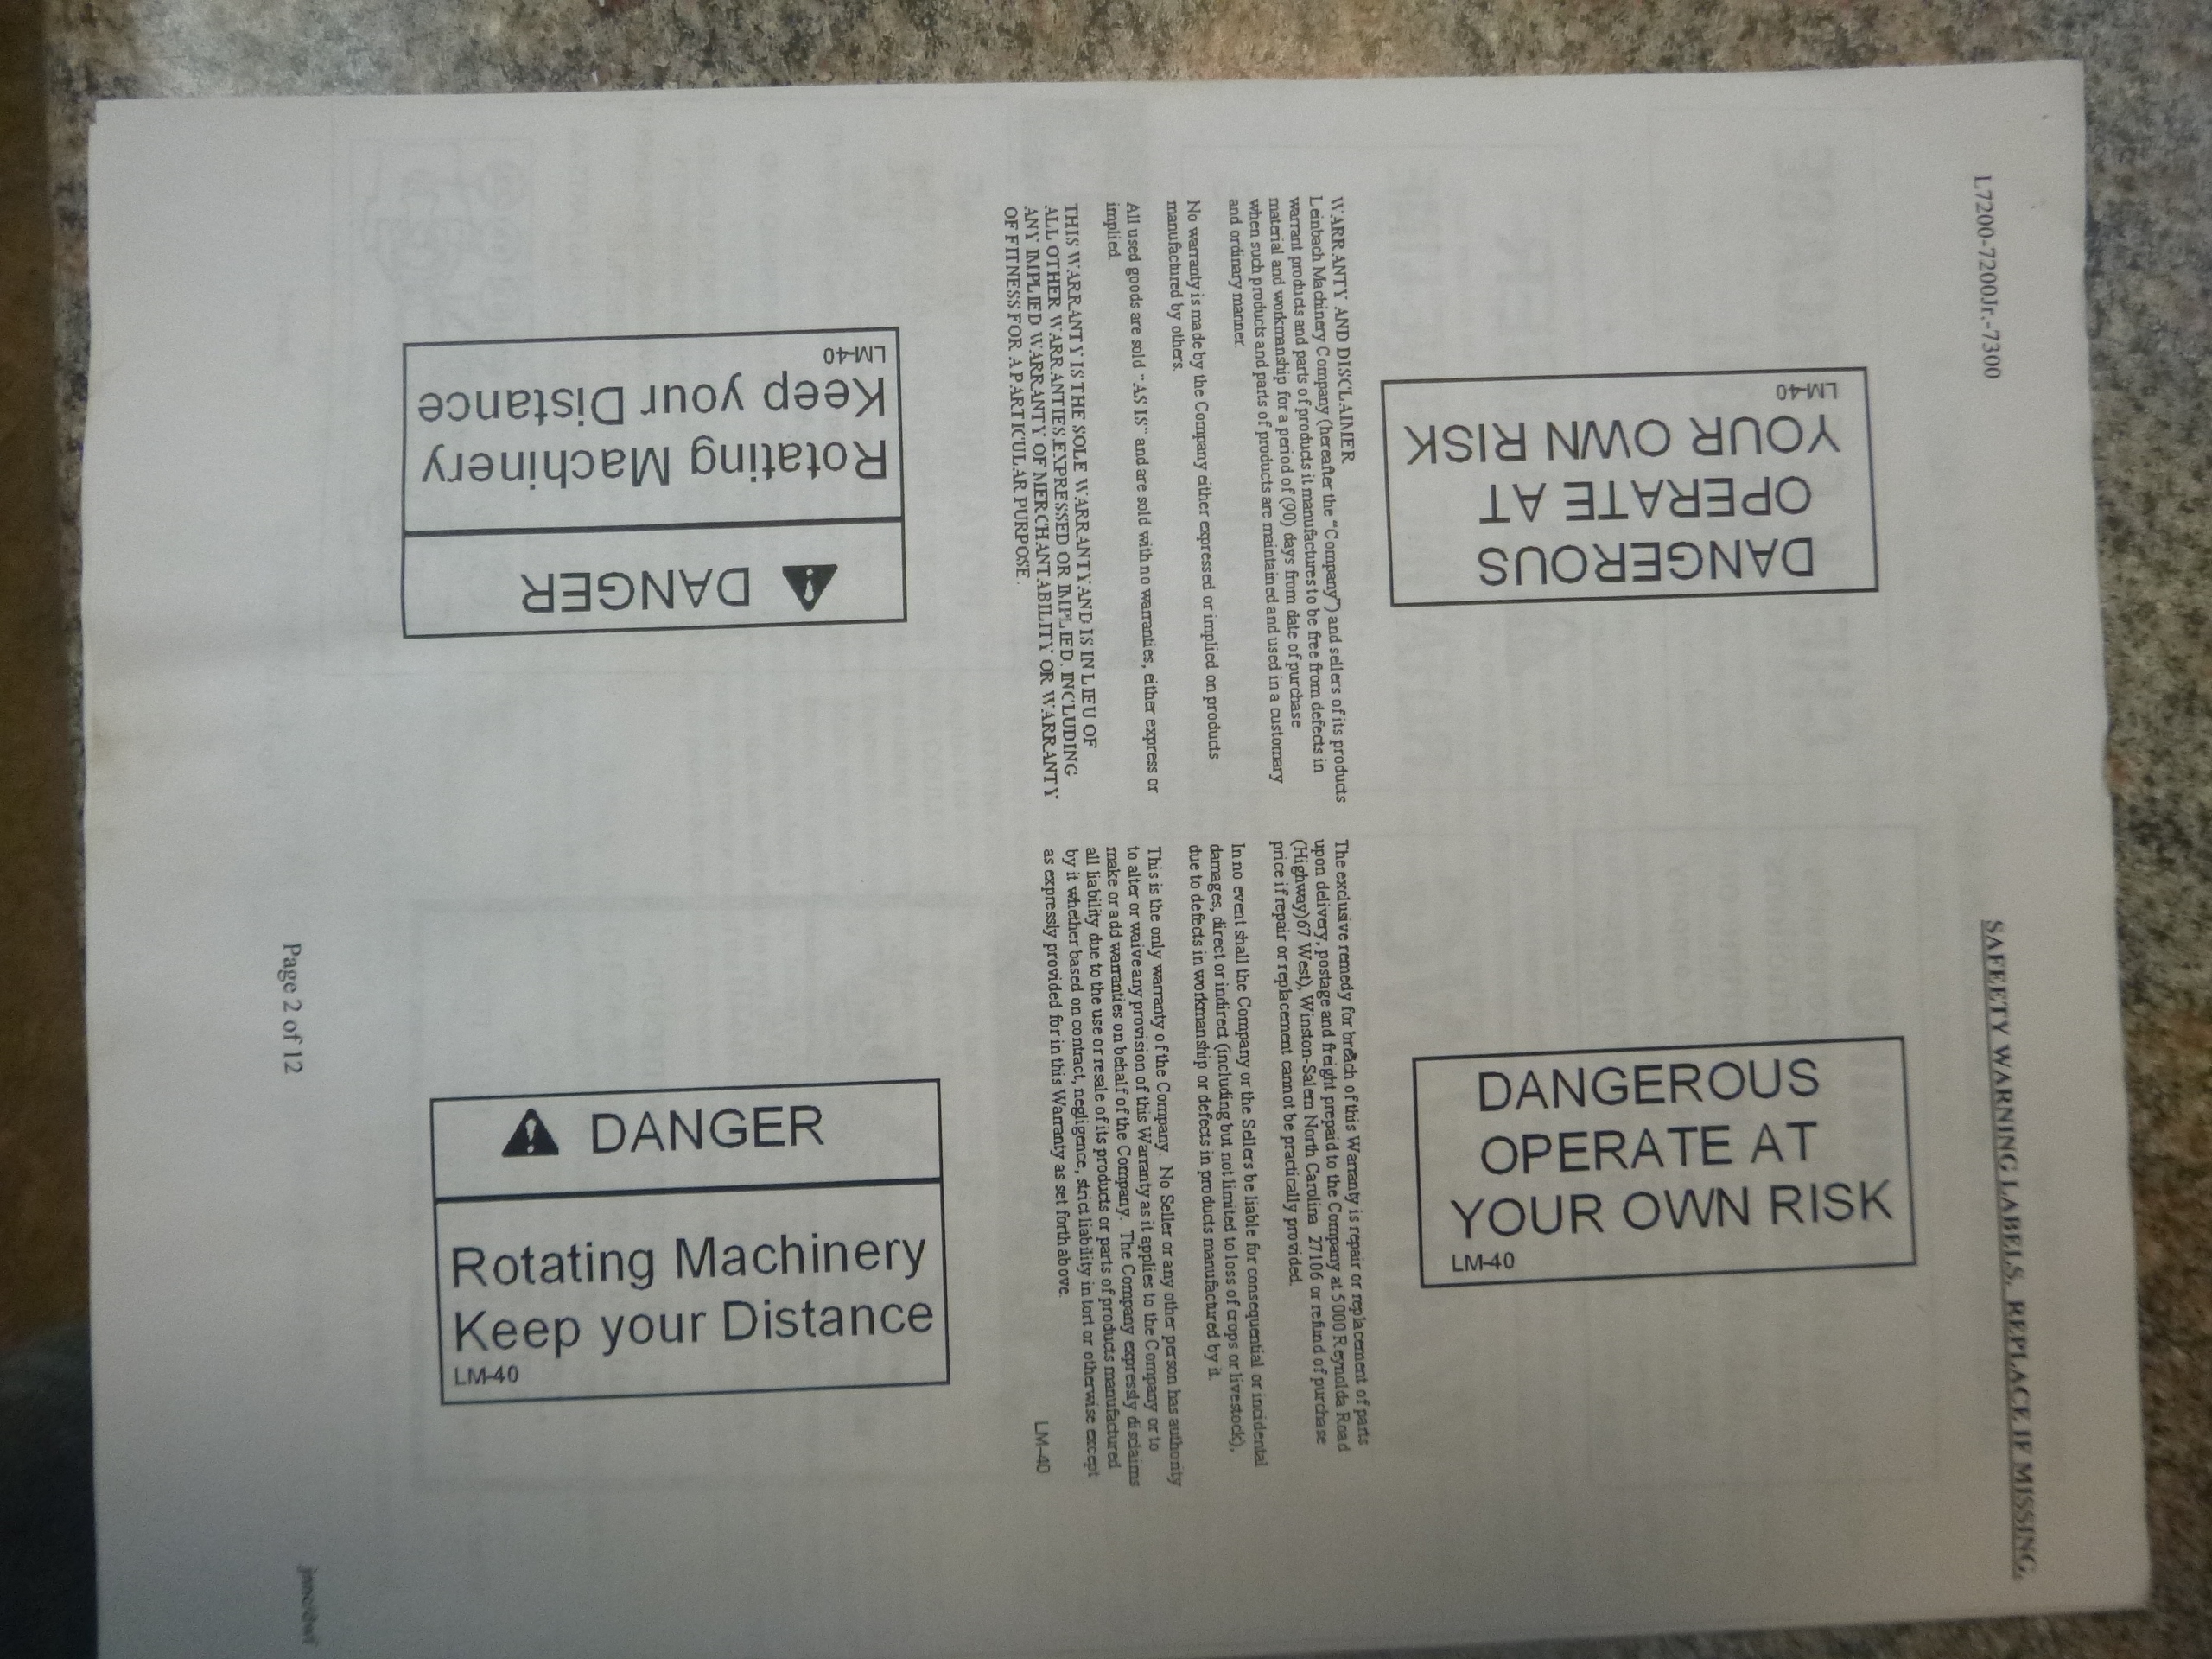 L7200-7200Jr.-7300
SAFETY WARNING LABELS. REPLACE IF MISSING.
DANGEROUS
OPERATE AT
YOUR OWN RISK
LM-40
DANGEROUS
OPERATE AT
YOUR OWN RISK
LM-40
WARRANTY AND DISCLAIMER
Leinbach Machinery Company (hereafter the "Company") and sellers of its products
warrant products and parts of products it manufactures to be free from defects in
material and workmanship for a period of (90) days from date of purchase
when such products and parts of products are maintained and used in a customary
and ordinary manner.
No warranty is made by the Company either expressed or implied on products
manufactured by others.
All used goods are sold "AS IS" and are sold with no warranties, either express or
implied.
THIS WARRANTY IS THE SOLE WARRANTY AND IS IN LIEU OF
ALL OTHER WARRANTIES EXPRESSED OR IMPLIED. INCLUDING
ANY IMPLIED WARRANTY OF MERCHANTABILITY OR WARRANTY
OF FITNESS FOR A PARTICULAR PURPOSE.
The exclusive remedy for breach of this Warranty is repair or replacement of parts
upon delivery, postage and freight prepaid to the Company at 5000 Reynolda Road
(Highway)67 West), Winston-Salem North Carolina 27106 or refund of purchase
price if repair or replacement cannot be practically provided.
In no event shall the Company or the Sellers be liable for consequential or incidental
damages, direct or indirect (including but not limited to loss of crops or livestock),
due to defects in workmanship or defects in products manufactured by it.
This is the only warranty of the Company. No Seller or any other person has authority
to alter or waive any provision of this Warranty as it applies to the Company or to
make or add warranties on behalf of the Company. The Company expressly disclaims
all liability due to the use or resale of its products or parts of products manufactured
by it whether based on contract, negligence, strict liability in tort or otherwise except
as expressly provided for in this Warranty as set forth above.
LM-40
DANGER
Rotating Machinery
Keep your Distance
LM-40
DANGER
Rotating Machinery
Keep your Distance
LM-40
Page 2 of 12